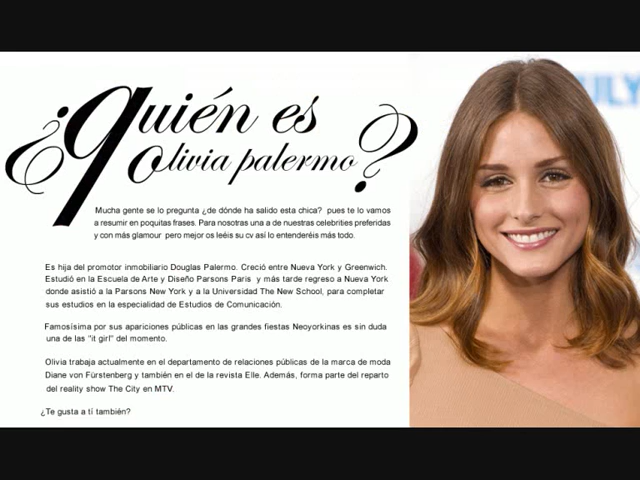 ¿quién es
olivia palermo?
ULY
Mucha gente se lo pregunta ¿de dónde ha salido esta chica? pues te lo vamos
a resumir en poquitas frases. Para nosotras una a de nuestras celebrities preferidas
y con más glamour pero mejor os leéis su cv así lo entenderéis más todo.
Es hija del promotor inmobiliario Douglas Palermo. Creció entre Nueva York y Greenwich.
Estudió en la Escuela de Arte y Diseño Parsons Paris y más tarde regreso a Nueva York
donde asistió a la Parsons New York y a la Universidad The New School, para completar
sus estudios en la especialidad de Estudios de Comunicación.
Famosísima por sus apariciones públicas en las grandes fiestas Neoyorkinas es sin duda
una de las "it girl" del momento.
Olivia trabaja actualmente en el departamento de relaciones públicas de la marca de moda
Diane von Fürstenberg y también en el de la revista Elle. Además, forma parte del reparto
del reality show The City en MTV.
¿Te gusta a tí también?